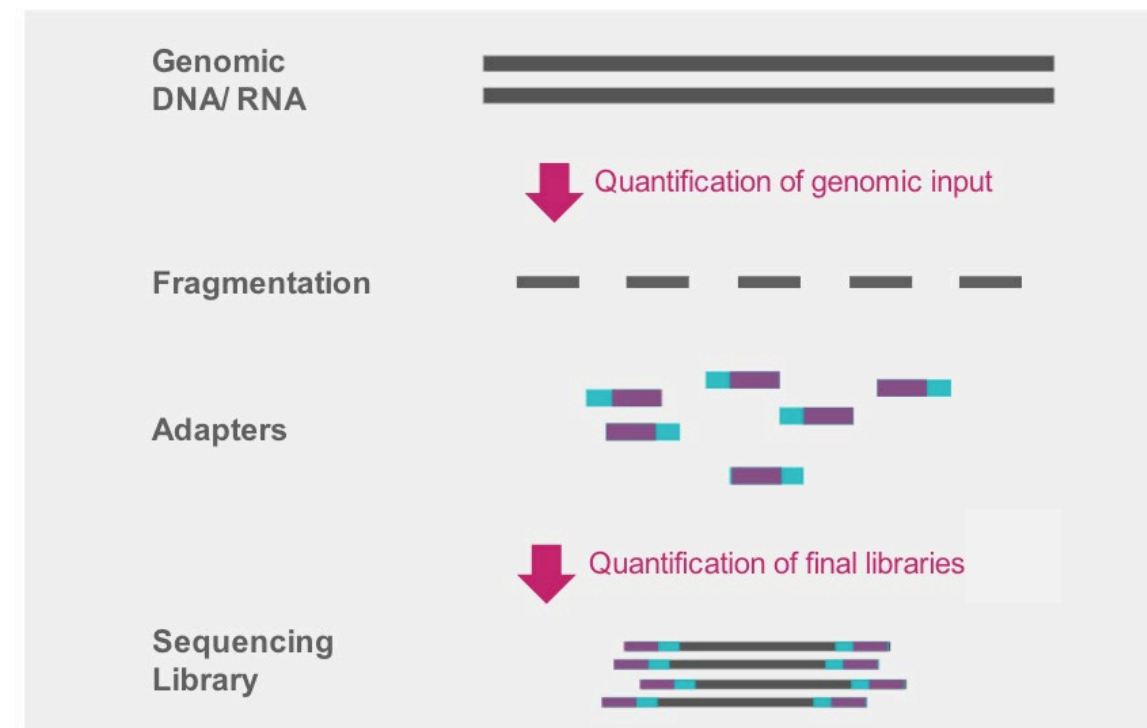 Genomic
DNA/ RNA
Quantification of genomic input
Fragmentation
Adapters
Quantification of final libraries
Sequencing
Library